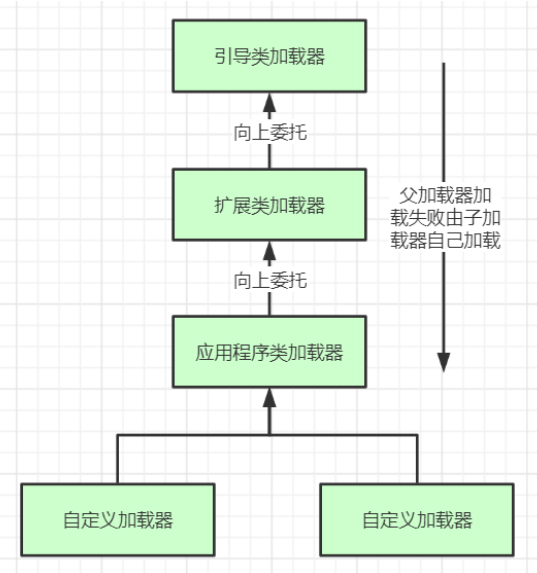 引导类加载器
向上委托
扩展类加载器
父加载器加
载失败由子加
载器自己加载
向上委托
应用程序类加载器
自定义加载器
自定义加载器